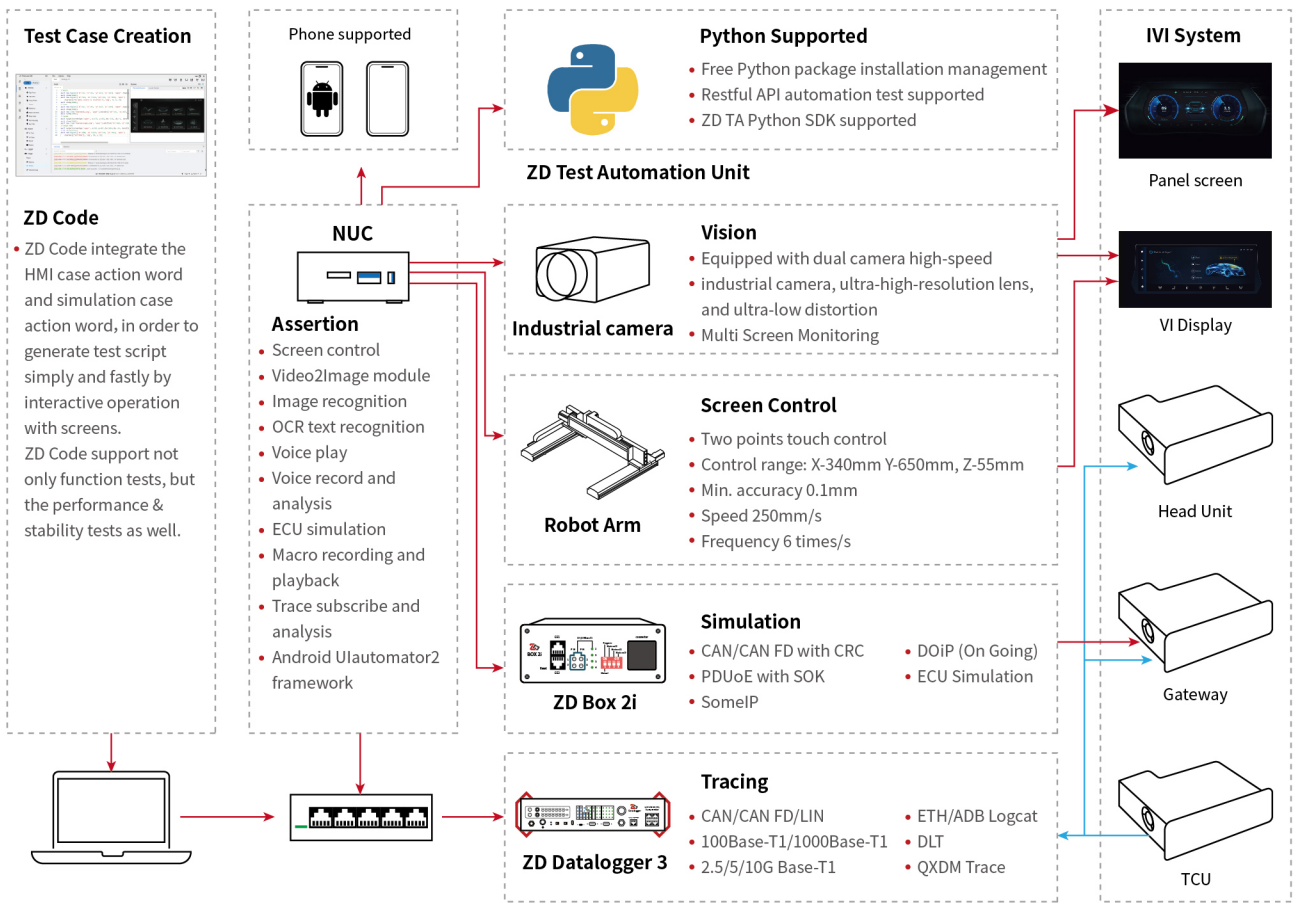 Test Case Creation
ZD Code
ZD Code integrate the
HMI case action word
and simulation case
action word, in order to
generate test script
simply and fastly by
interactive operation
with screens.
ZD Code support not
only function tests, but
the performance &
stability tests as well.
Phone supported
NUC
Assertion
Screen control
Video2Image module
Image recognition
OCR text recognition
Voice play
Voice record and
analysis
ECU simulation
Macro recording and
playback
Trace subscribe and
analysis
Android UIautomator2
framework
Python Supported
Free Python package installation management
Restful API automation test supported
ZD TA Python SDK supported
ZD Test Automation Unit
Industrial camera
Vision
Equipped with dual camera high-speed
industrial camera, ultra-high-resolution lens,
and ultra-low distortion
Multi Screen Monitoring
Robot Arm
Screen Control
Two points touch control
Control range: X-340mm Y-650mm, Z-55mm
Min. accuracy 0.1mm
Speed 250mm/s
Frequency 6 times/s
BOX 2i
ZD Box 2i
Simulation
CAN/CAN FD with CRC
PDUoE with SOK
SomeIP
DOiP (On Going)
ECU Simulation
ZD Datalogger 3
Tracing
CAN/CAN FD/LIN
100Base-T1/1000Base-T1
2.5/5/10G Base-T1
ETH/ADB Logcat
DLT
QXDM Trace
IVI System
Panel screen
VI Display
Head Unit
Gateway
TCU